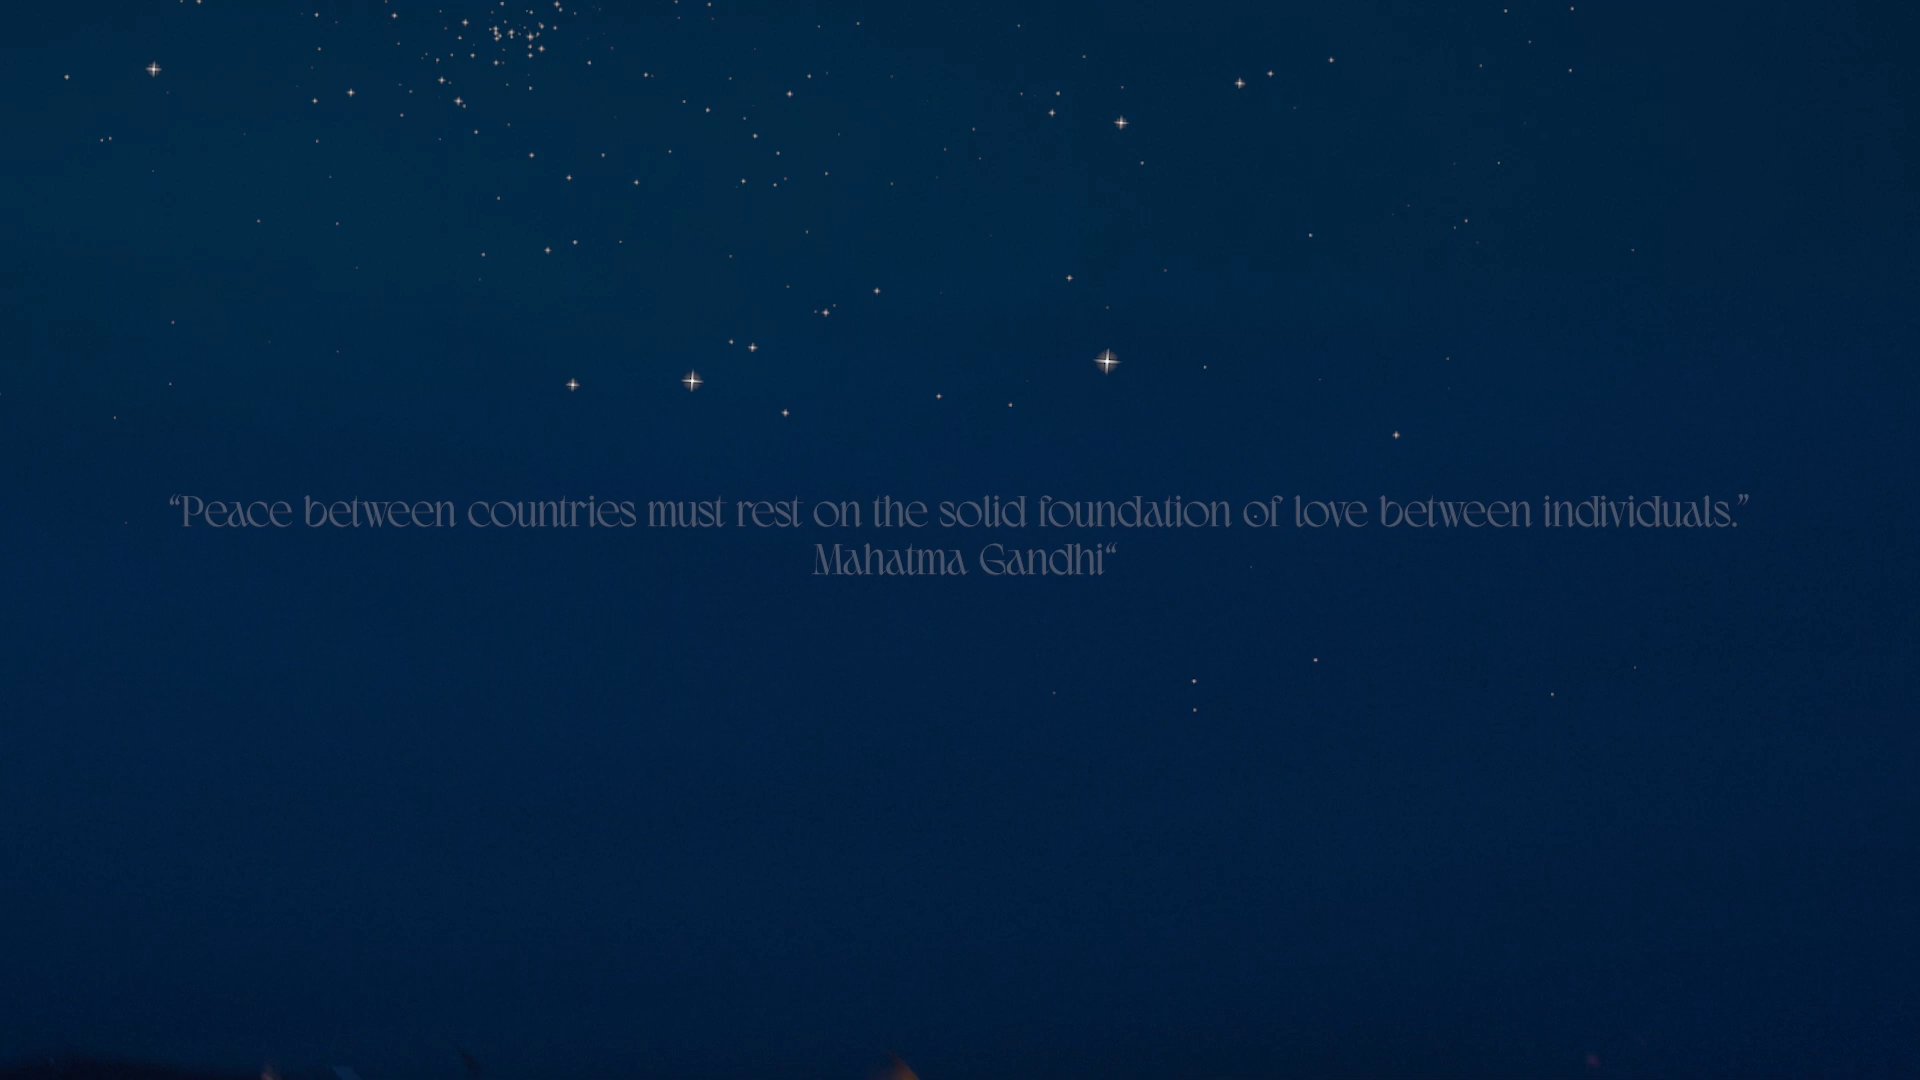 “Peace between countries must rest on the solid foundation of love between individuals.”
Mahatma Gandhi“